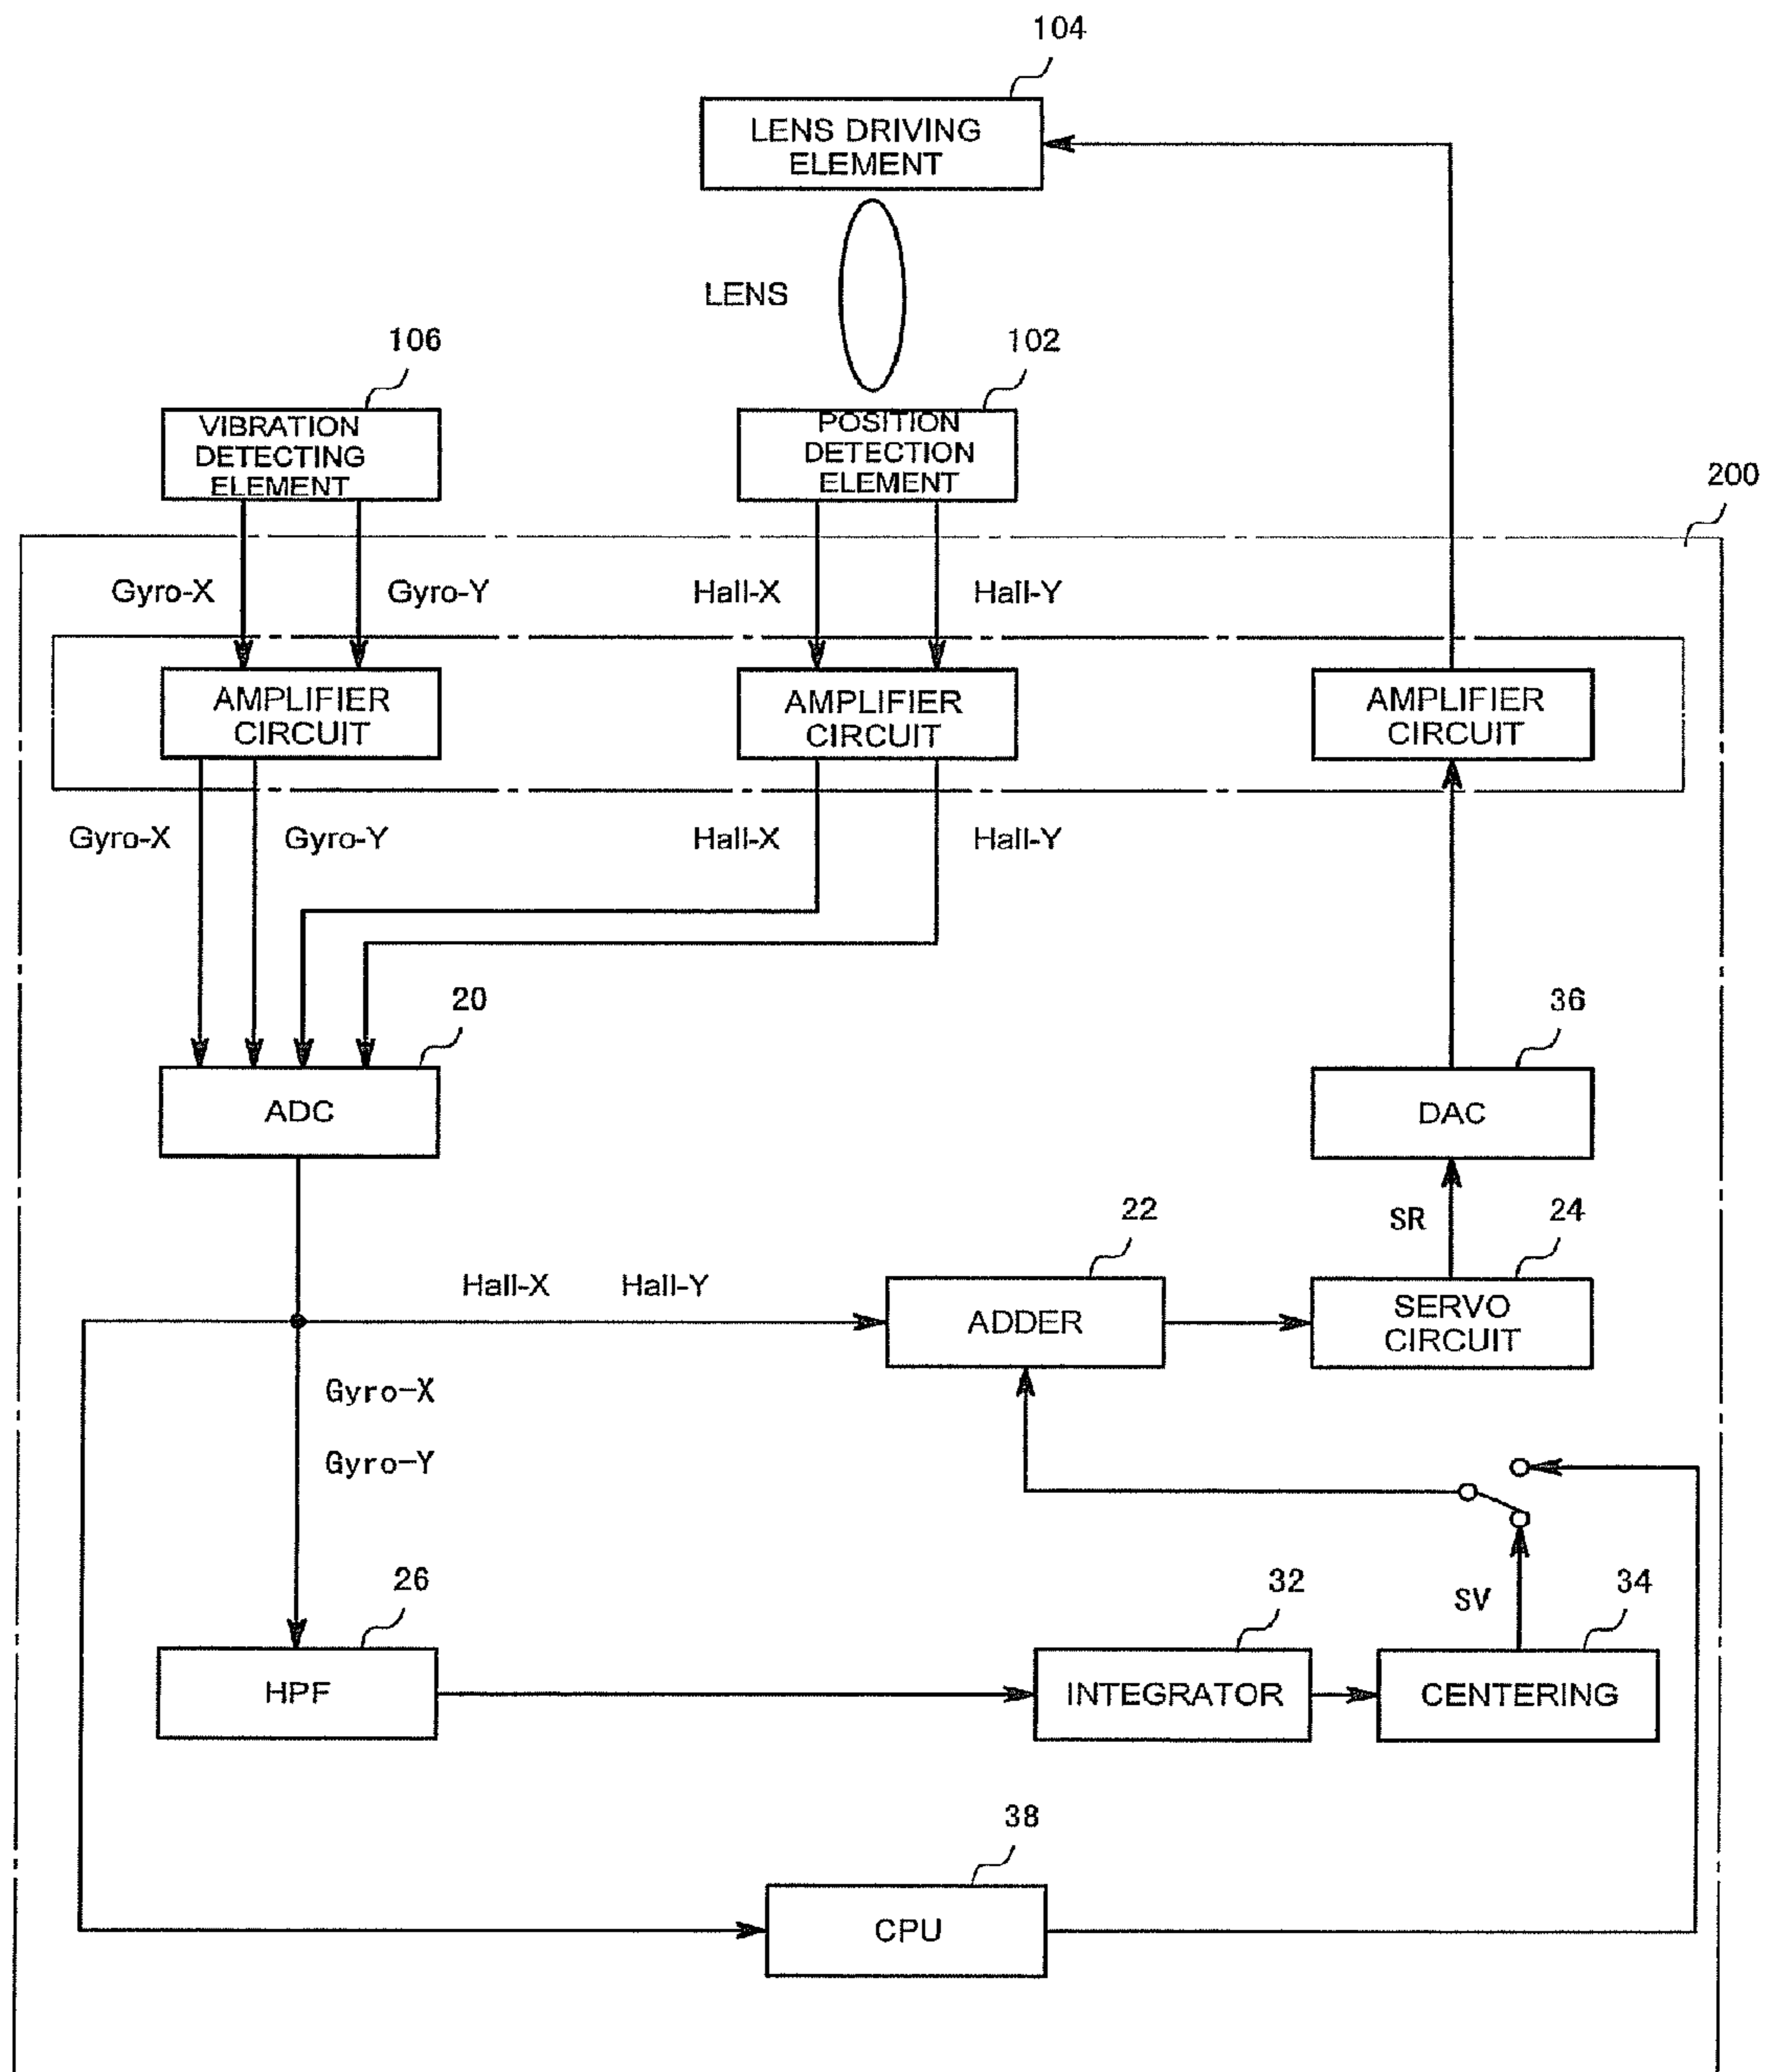 104
LENS DRIVING
ELEMENT
LENS
106
102
VIBRATION
DETECTING
ELEMENT
POSITION
DETECTION
ELEMENT
200
Gyro-X
Gyro-Y
Hall-X
Hall-Y
AMPLIFIER
CIRCUIT
AMPLIFIER
CIRCUIT
AMPLIFIER
CIRCUIT
Gyro-X
Gyro-Y
Hall-X
Hall-Y
20
36
ADC
DAC
22
SR
24
Hall-X
Hall-Y
ADDER
SERVO
CIRCUIT
Gyro-X
Gyro-Y
26
32
SV
34
HPF
INTEGRATOR
CENTERING
38
CPU